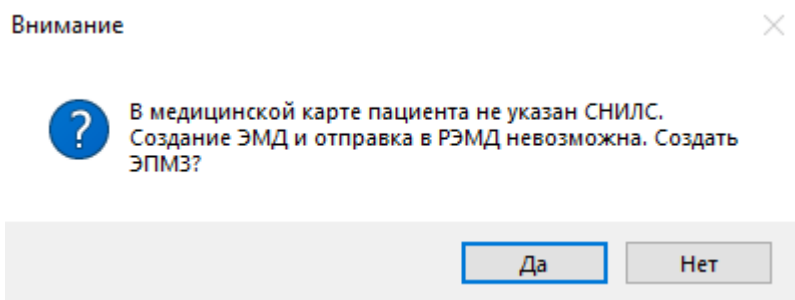 Внимание
В медицинской карте пациента не указан СНИЛС.
Создание ЭМД и отправка в РЭМД невозможна. Создать
ЭПМЗ?
Да
Нет